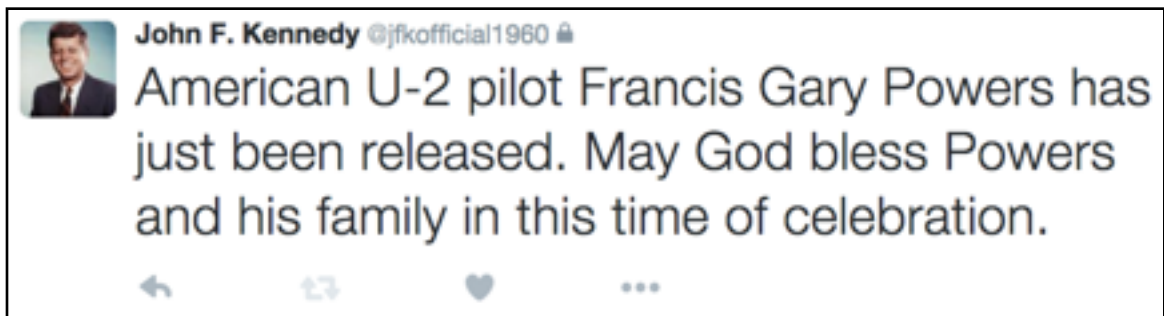 John F. Kennedy @jfkofficial1960
American U-2 pilot Francis Gary Powers has
just been released. May God bless Powers
and his family in this time of celebration.